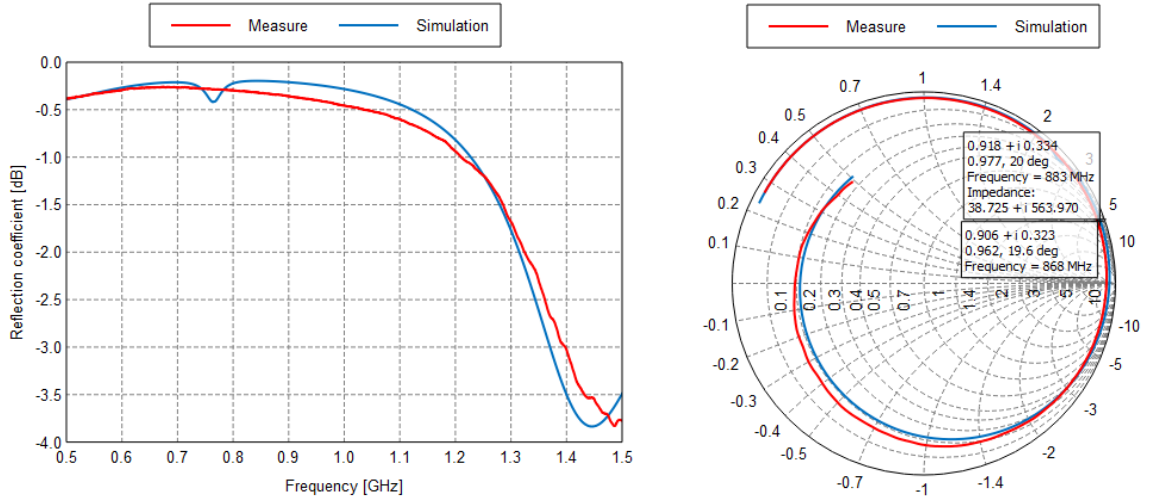 Measure Simulation
0.0
-0.5
-1.0
-1.5
-2.0
-2.5
-3.0
-3.5
-4.0
Reflection coefficient [dB]
0.5 0.6 0.7 0.8 0.9 1.0 1.1 1.2 1.3 1.4 1.5
Frequency [GHz]
Measure Simulation
1
1.4
2
3
5
10
0.7
0.5
0.4
0.3
0.2
0.1
-0.1
-0.2
-0.3
-0.4
-0.5
-0.7
-1
-1.4
-2
-3
-5
-10
0.1 0.2 0.3 0.4 0.5 0.7 1 1.4 2 3 5 10
0.918 + i 0.334
0.977, 20 deg
Frequency = 883 MHz
Impedance:
38.725 + i 563.970
0.906 + i 0.323
0.962, 19.6 deg
Frequency = 868 MHz